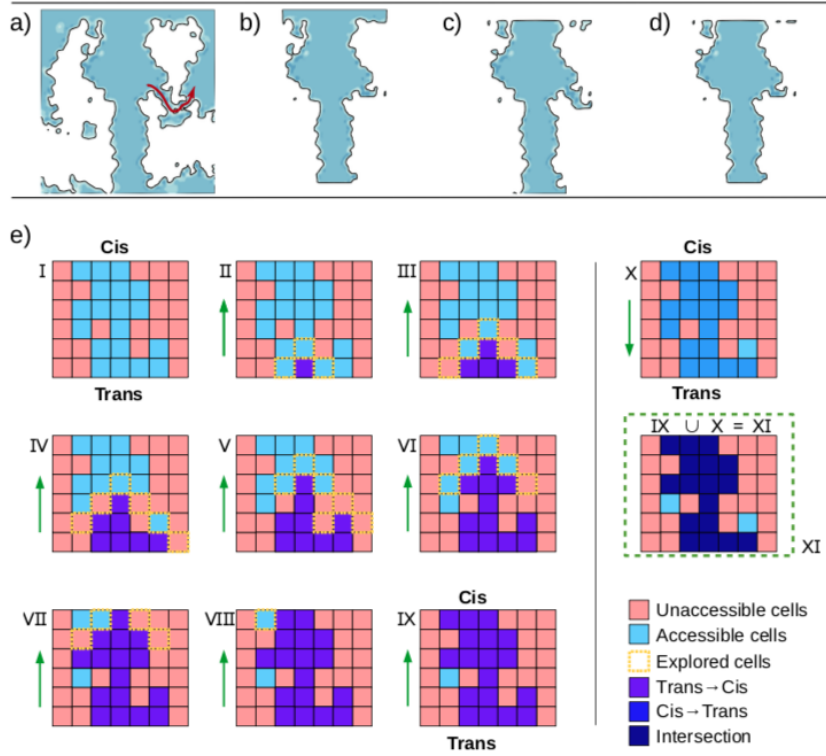 a)
b)
c)
d)
e)
Cis
I
II
III
Trans
IV
V
VI
VII
VIII
Cis
IX
Trans
Cis
X
Trans
IX ∪ X = XI
XI
Unaccessible cells
Accessible cells
Explored cells
Trans→Cis
Cis→Trans
Intersection